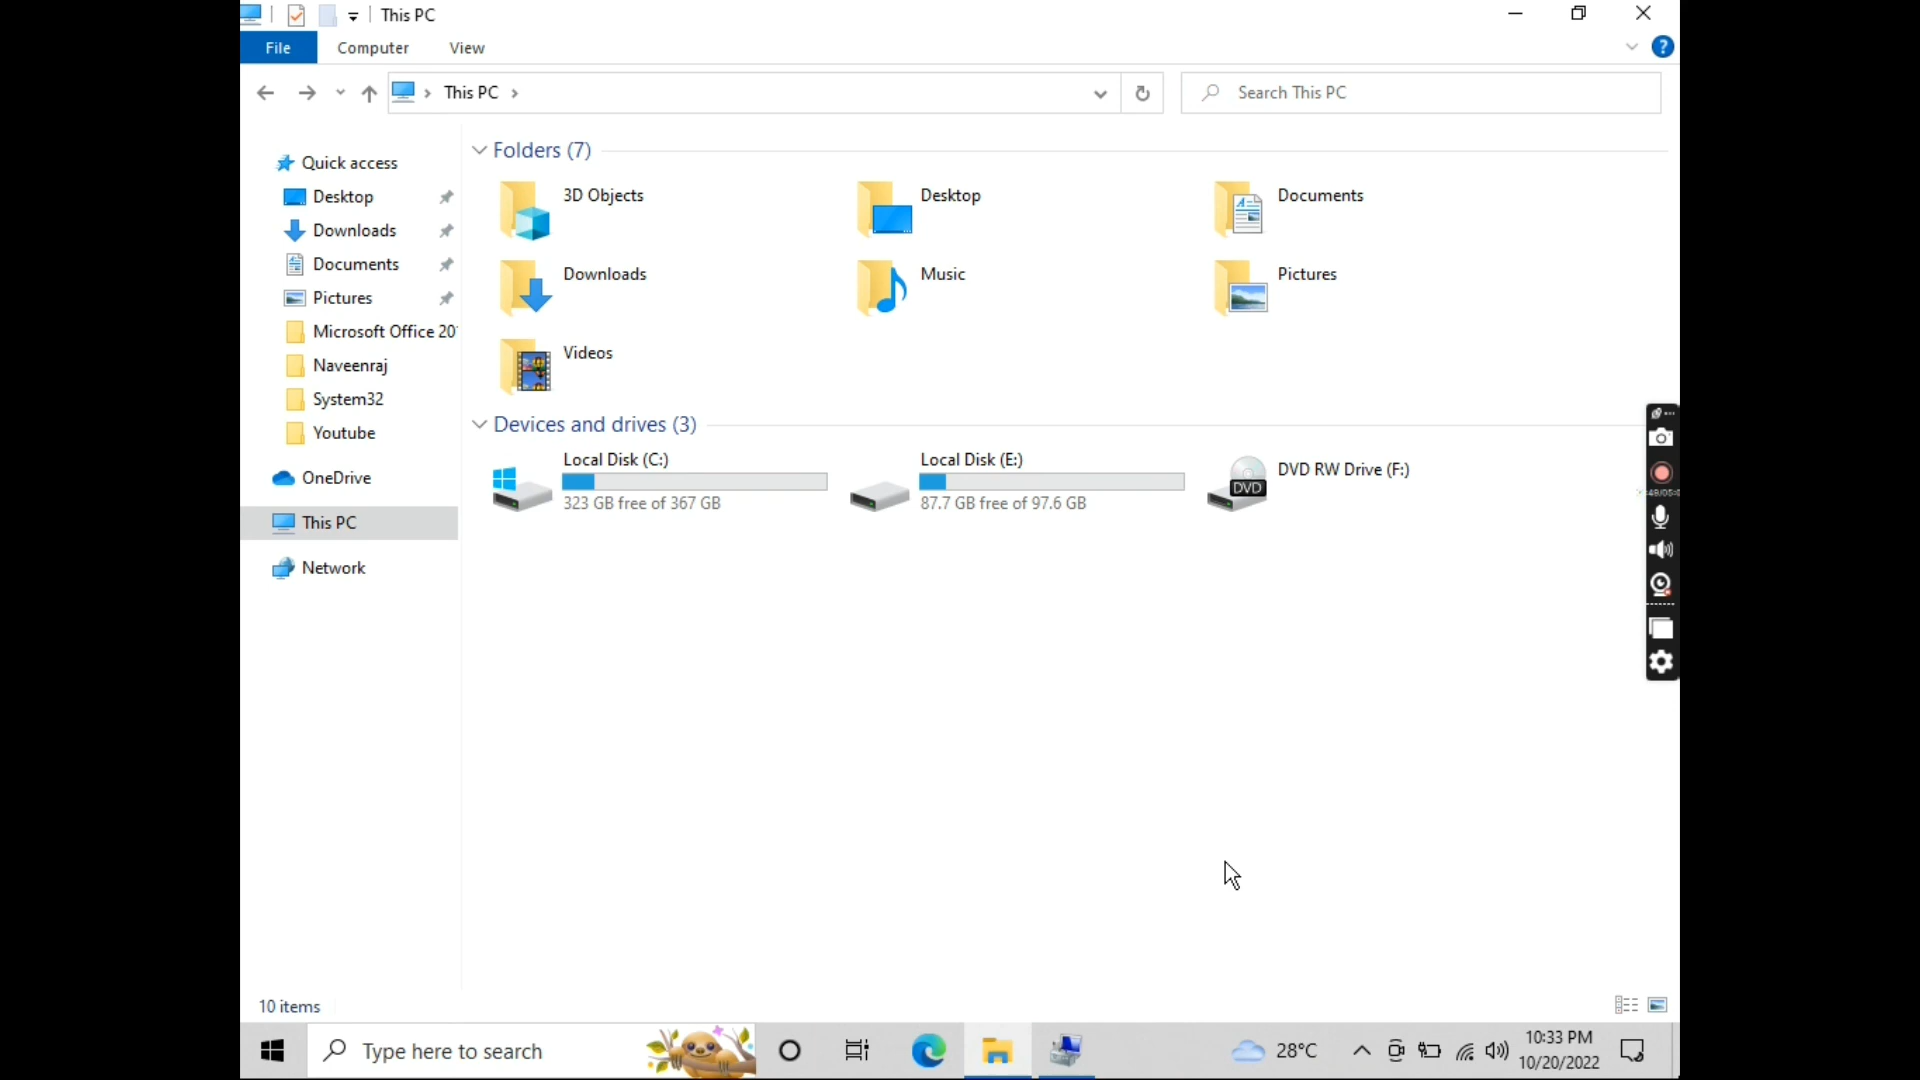 This PC
File Computer View
This PC
Search This PC
Quick access
Desktop
Downloads
Documents
Pictures
Microsoft Office 20
Naveenraj
System32
Youtube
OneDrive
This PC
Network
Folders (7)
3D Objects
Desktop
Documents
Downloads
Music
Pictures
Videos
Devices and drives (3)
Local Disk (C:)
323 GB free of 367 GB
Local Disk (E:)
87.7 GB free of 97.6 GB
DVD RW Drive (F:)
DVD
10 items
Type here to search
28°C
10:33 PM
10/20/2022